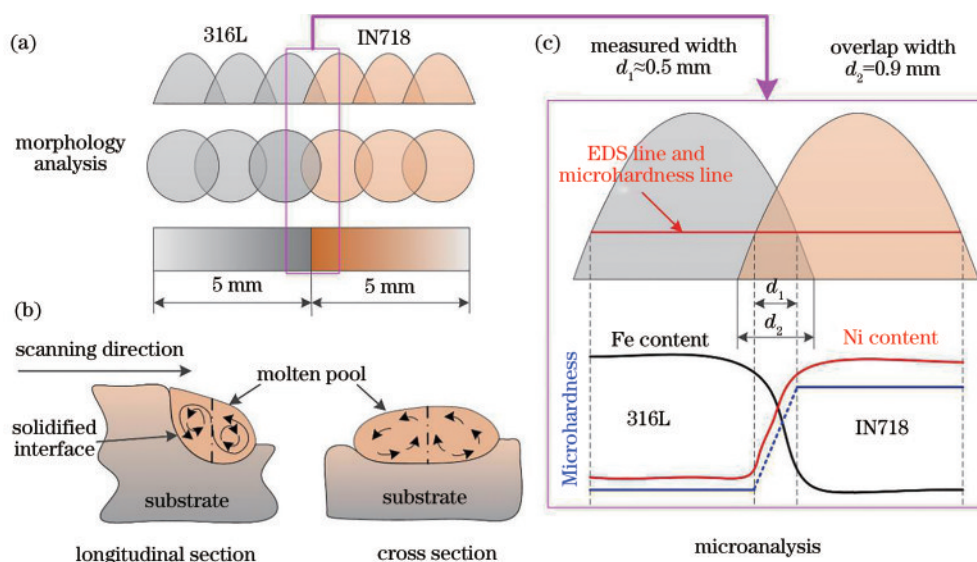 (a)
316L
IN718
morphology
analysis
5 mm
5 mm
(b)
scanning direction
molten pool
solidified
interface
substrate
substrate
longitudinal section
cross section
(c)
measured width
d₁≈0.5 mm
overlap width
d₂=0.9 mm
EDS line and
microhardness line
d₁
d₂
Fe content
Ni content
Microhardness
316L
IN718
microanalysis